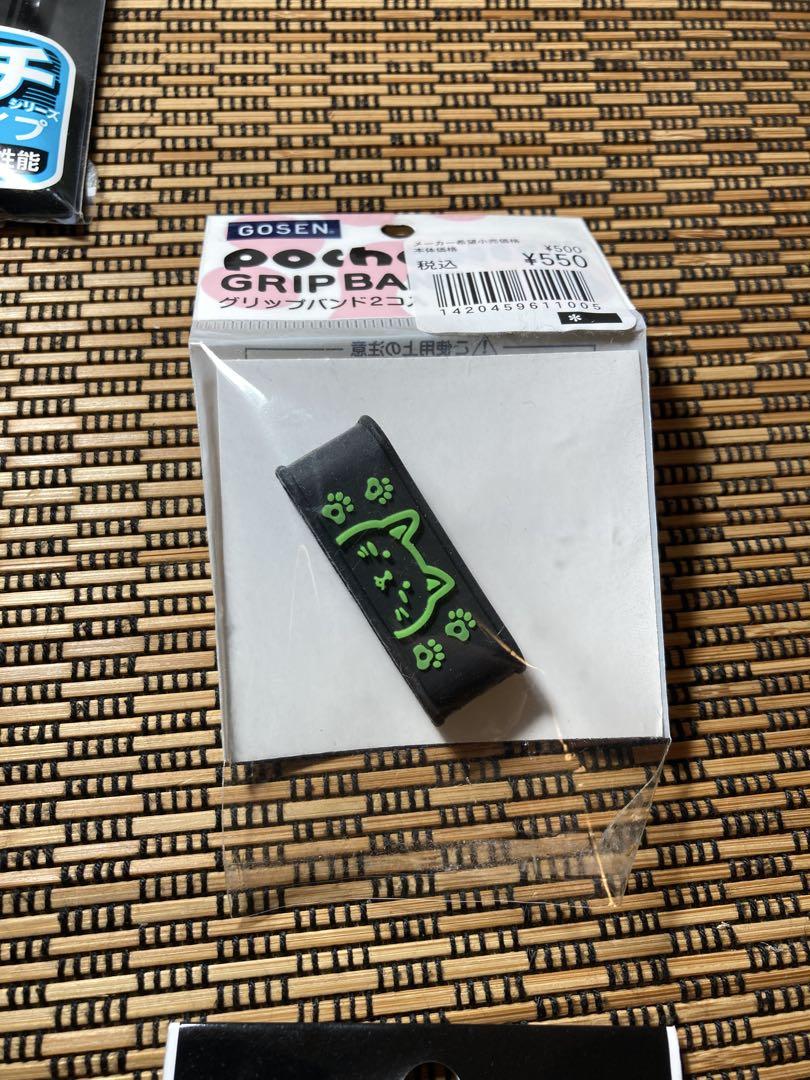 チ
シリーズ
プ
性能
GOSEN
poche
メーカー希望小売価格
本体価格 ¥500
税込 ¥550
GRIP BA
グリップバンド2コ
1420459611005
*
⚠ご使用上の注意